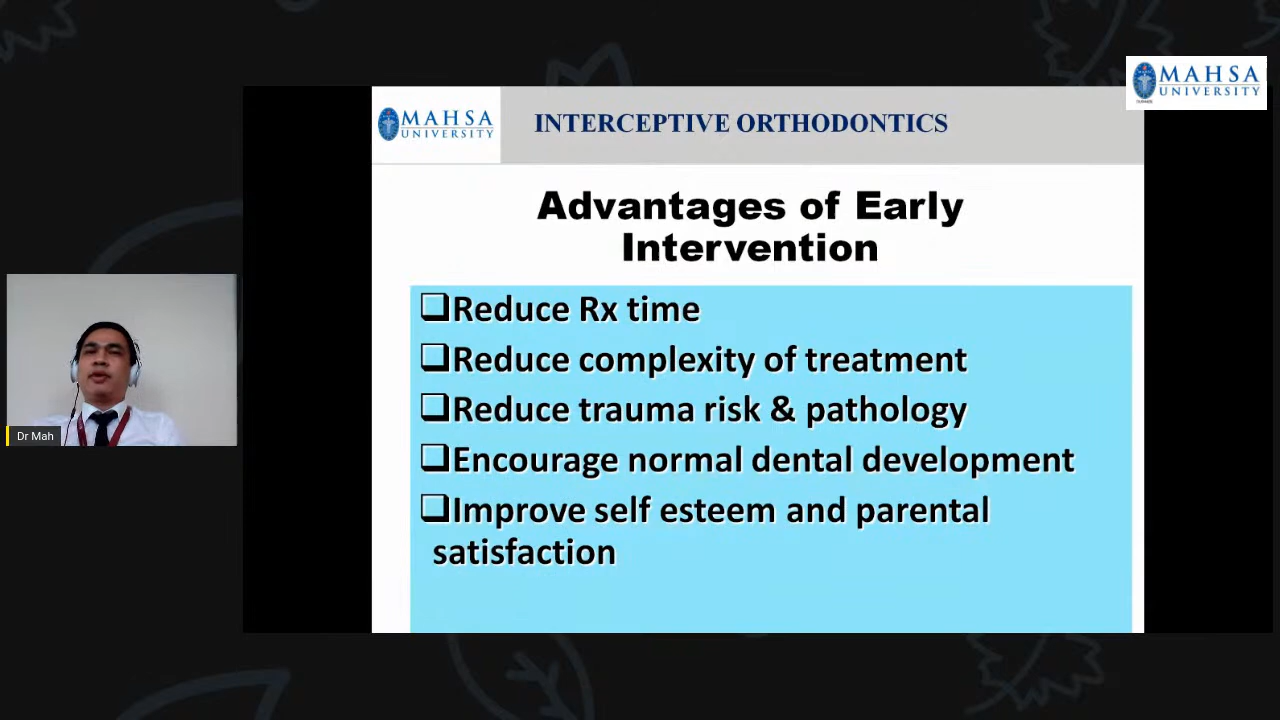 MAHSA
UNIVERSITY
MAHSA
UNIVERSITY
INTERCEPTIVE ORTHODONTICS
Advantages of Early
Intervention
❑Reduce Rx time
❑Reduce complexity of treatment
❑Reduce trauma risk & pathology
❑Encourage normal dental development
❑Improve self esteem and parental
satisfaction
Dr Mah